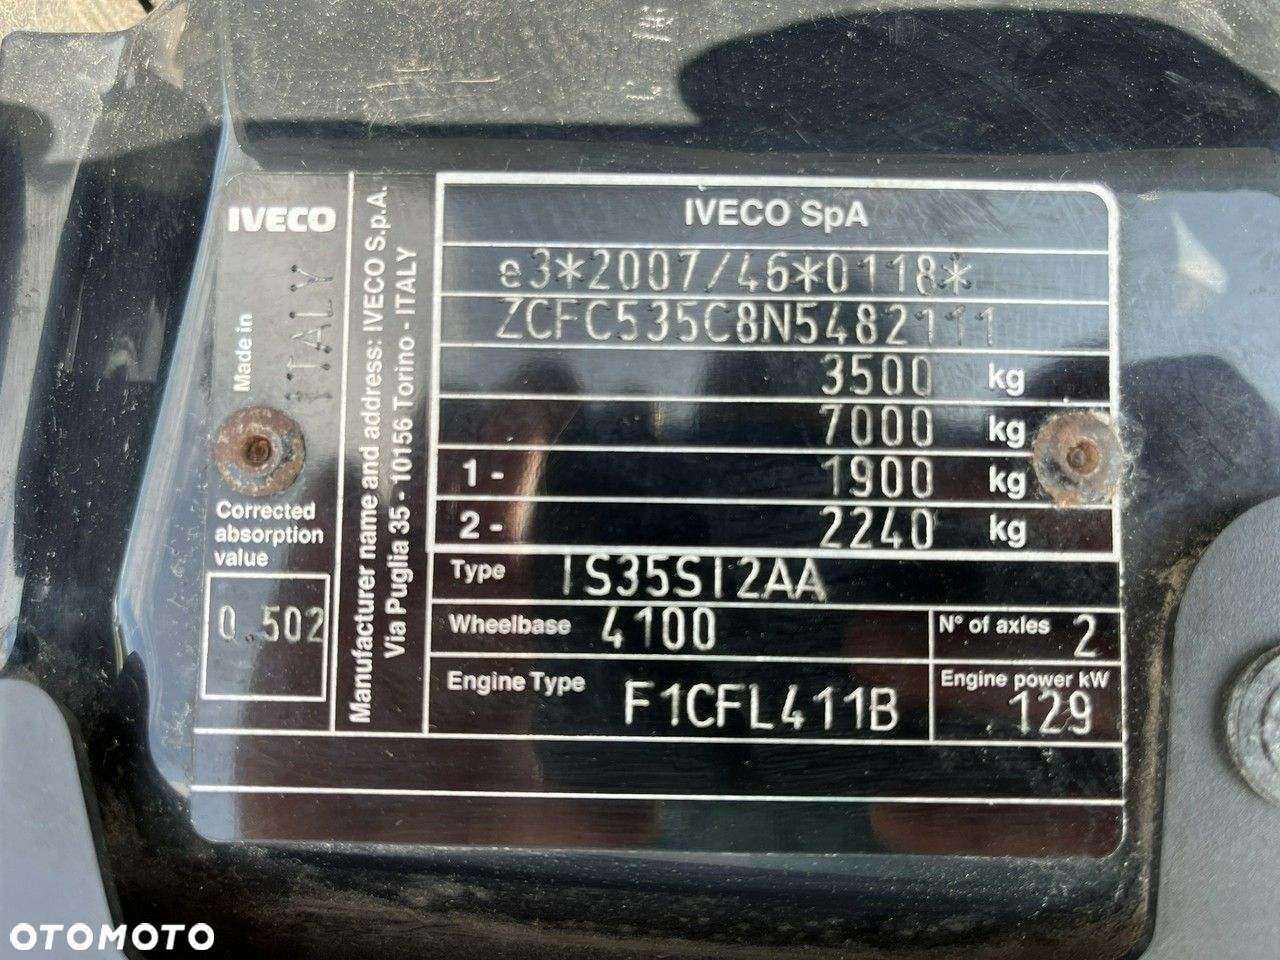 IVECO
Made in ITALY
Corrected
absorption
value
0.502
Manufacturer name and address: IVECO S.p.A.
Via Puglia 35 - 10156 Torino - ITALY
IVECO SpA
e3*2007/46*0118*
ZCFC535C8N5482111
3500 kg
7000 kg
1- 1900 kg
2- 2240 kg
Type IS35SI2AA
Wheelbase 4100 N° of axles 2
Engine Type F1CFL411B Engine power kW 129
OTOMOTO